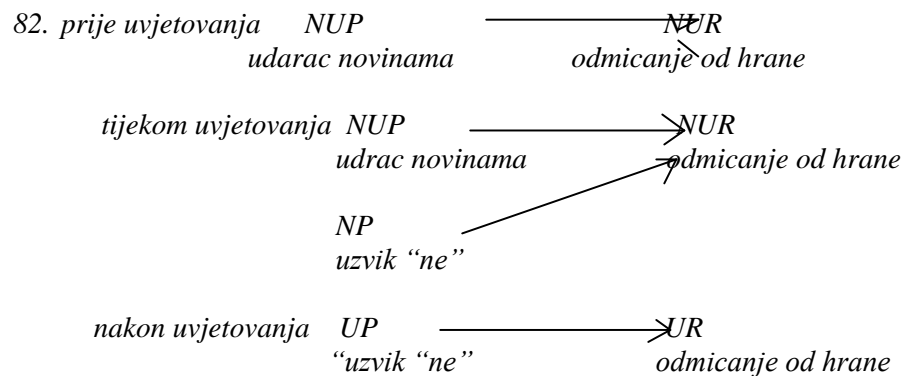 82. prije uvjetovanja NUP NUR
udarac novinama odmicanje od hrane
tijekom uvjetovanja NUP NUR
udrac novinama odmicanje od hrane
NP
uzvik “ne”
nakon uvjetovanja UP UR
“uzvik “ne” odmicanje od hrane